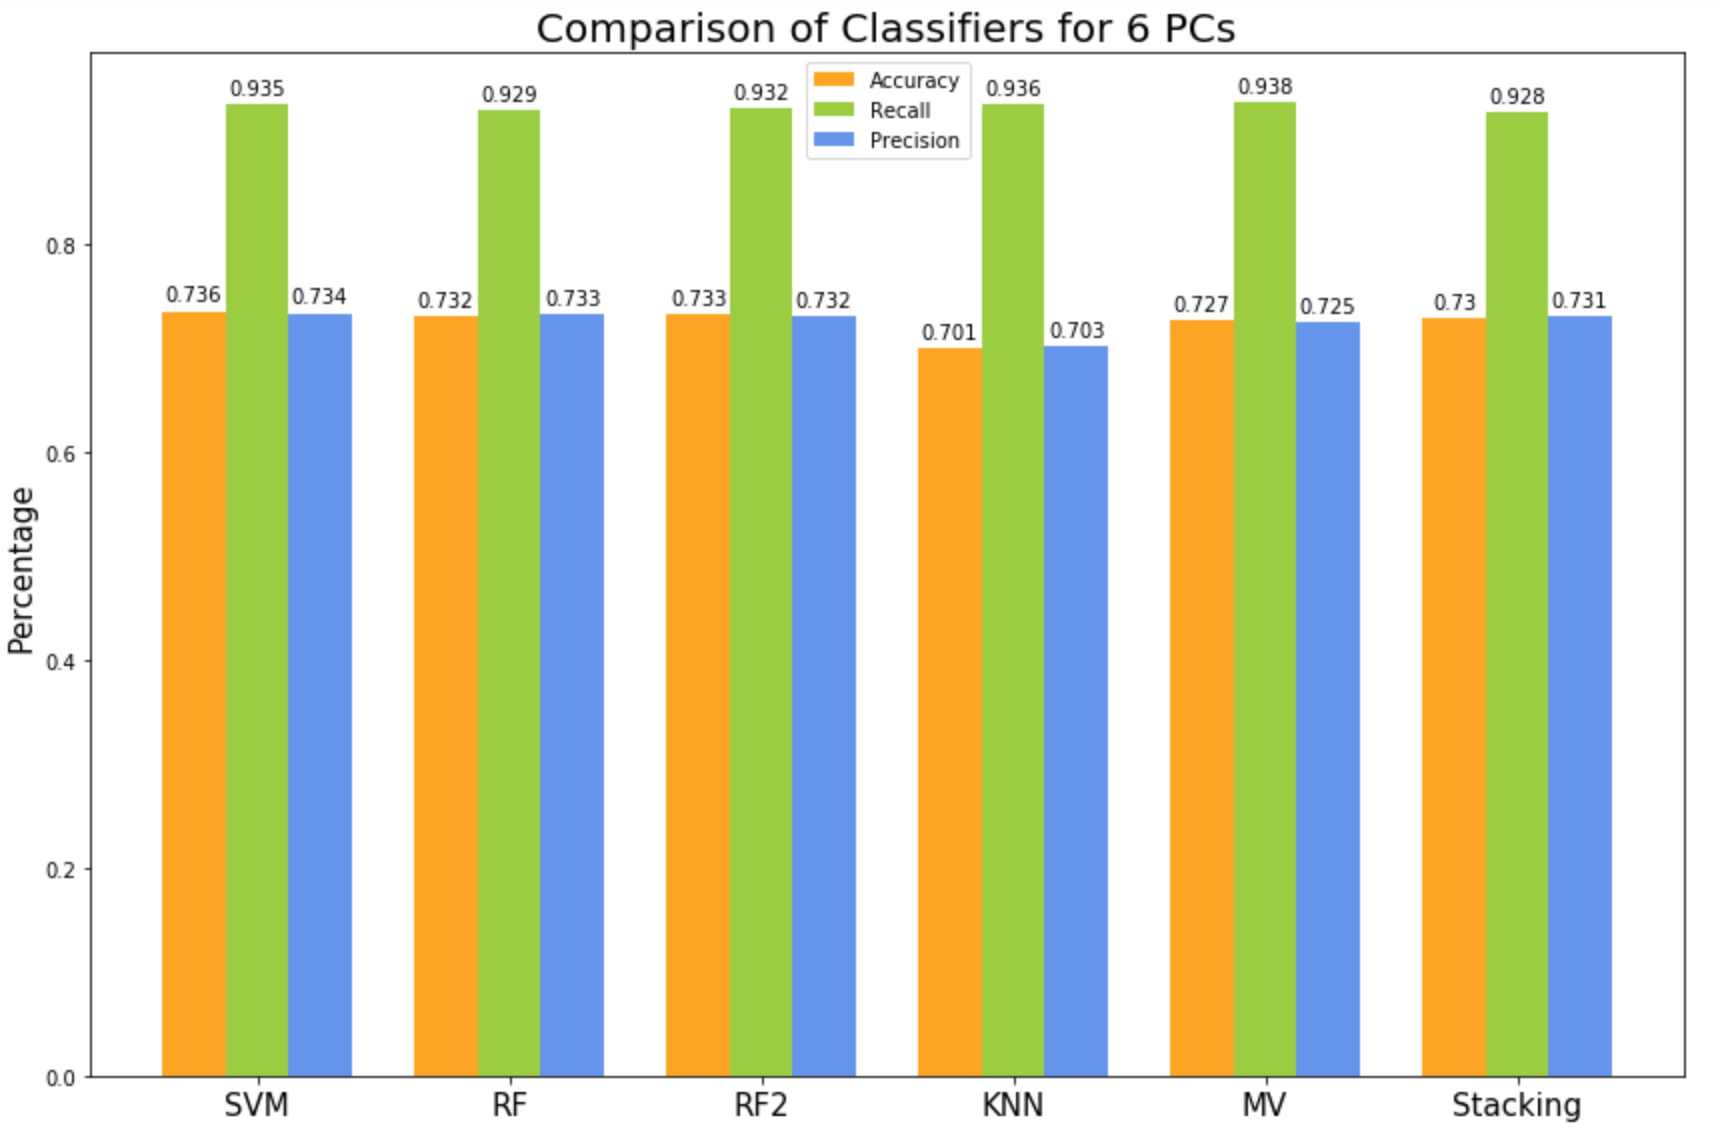 Comparison of Classifiers for 6 PCs
Accuracy
Recall
Precision
0.935
0.929
0.932
0.936
0.938
0.928
0.736
0.734
0.732
0.733
0.733
0.732
0.701
0.703
0.727
0.725
0.73
0.731
Percentage
0.8
0.6
0.4
0.2
0.0
SVM
RF
RF2
KNN
MV
Stacking